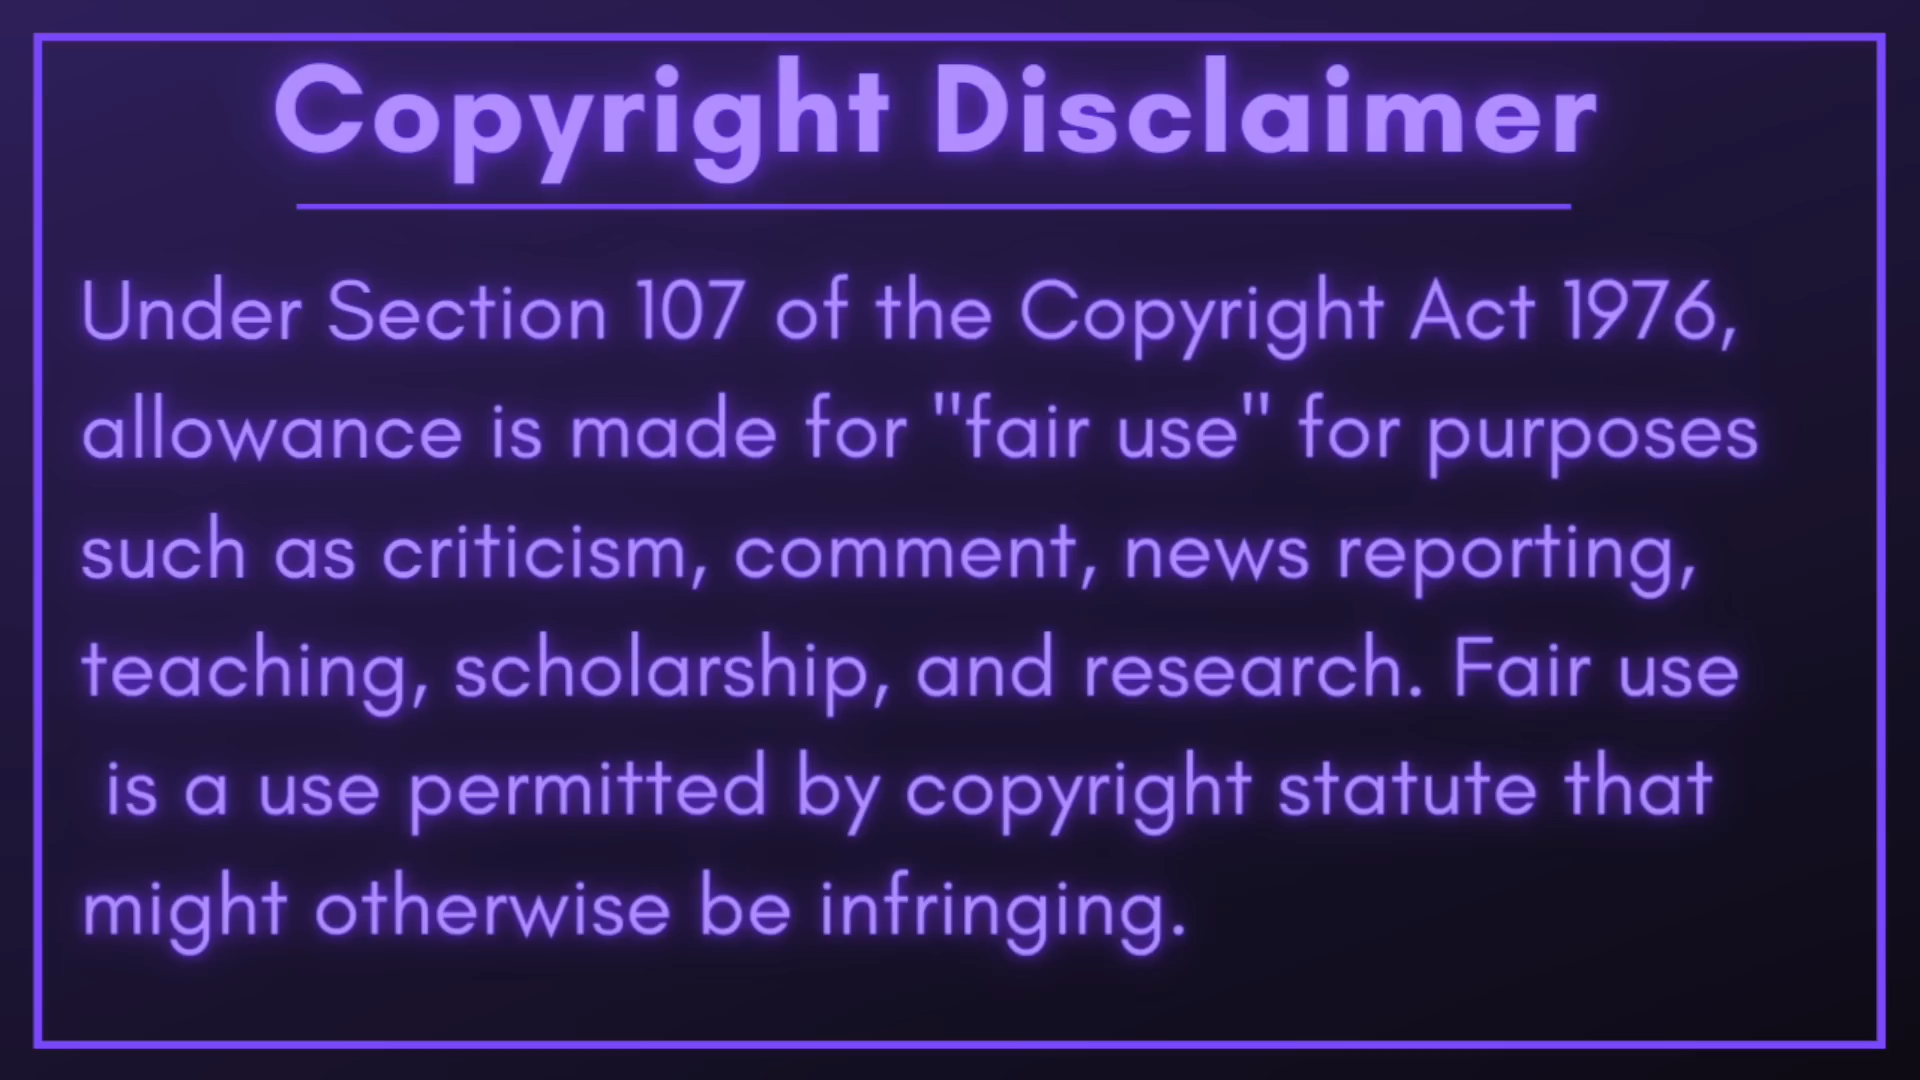 Copyright Disclaimer
Under Section 107 of the Copyright Act 1976,
allowance is made for "fair use" for purposes
such as criticism, comment, news reporting,
teaching, scholarship, and research. Fair use
is a use permitted by copyright statute that
might otherwise be infringing.